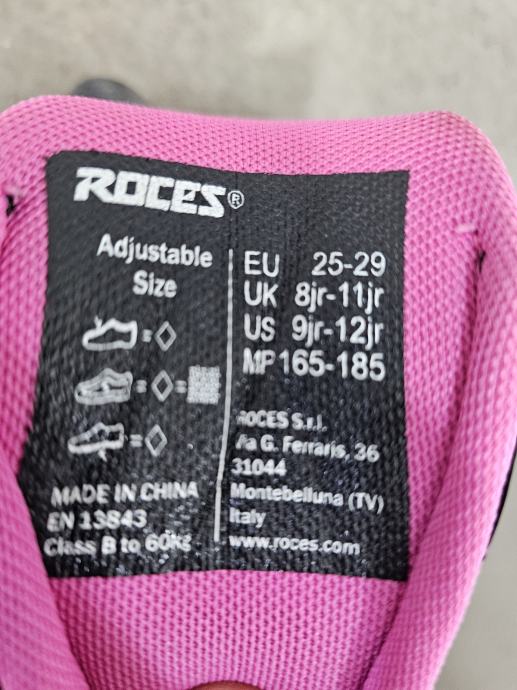 ROCES®
Adjustable
Size
EU 25-29
UK 8jr-11jr
US 9jr-12jr
MP 165-185
ROCES S.r.l.
Via G. Ferraris, 36
31044
Montebelluna (TV)
Italy
www.roces.com
MADE IN CHINA
EN 13843
Class B to 60kg